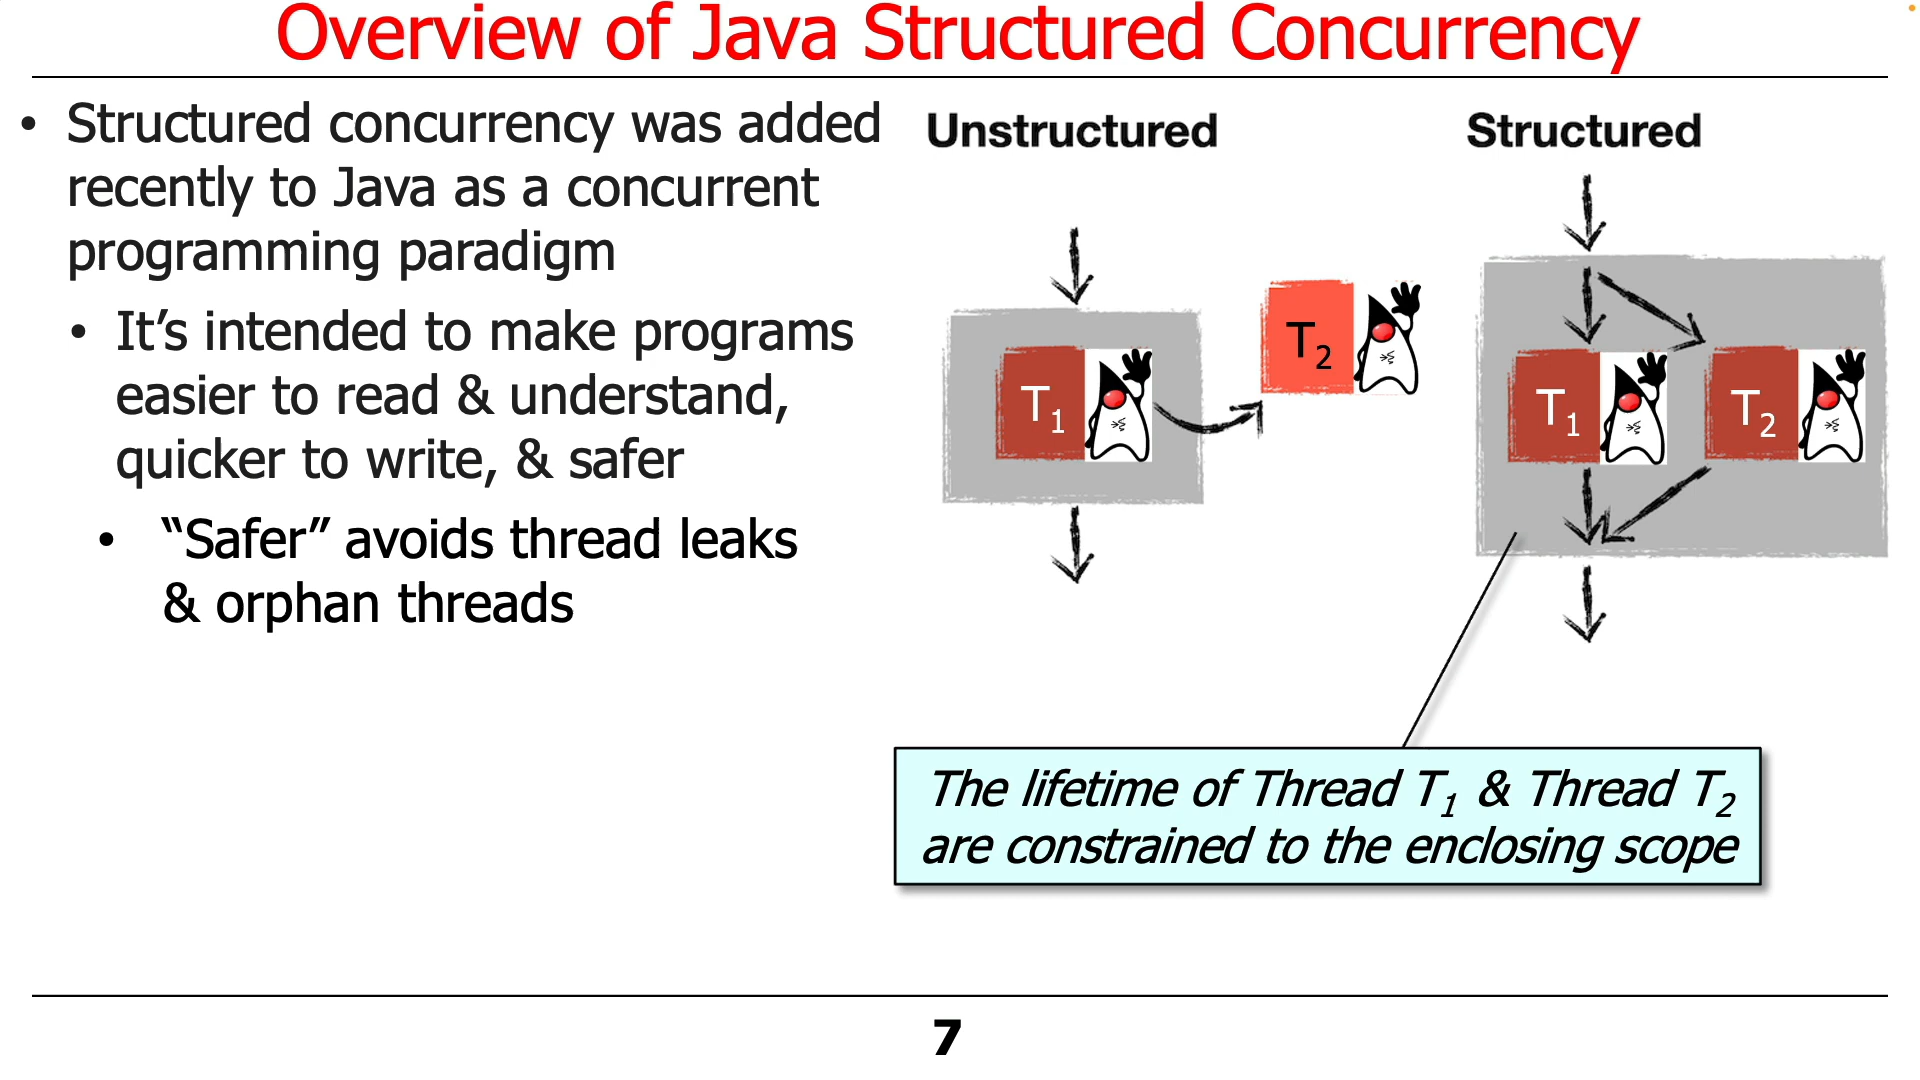 Overview of Java Structured Concurrency
• Structured concurrency was added
recently to Java as a concurrent
programming paradigm
• It’s intended to make programs
easier to read & understand,
quicker to write, & safer
• “Safer” avoids thread leaks
& orphan threads
Unstructured
T1
T2
Structured
T1
T2
The lifetime of Thread T1 & Thread T2
are constrained to the enclosing scope
7